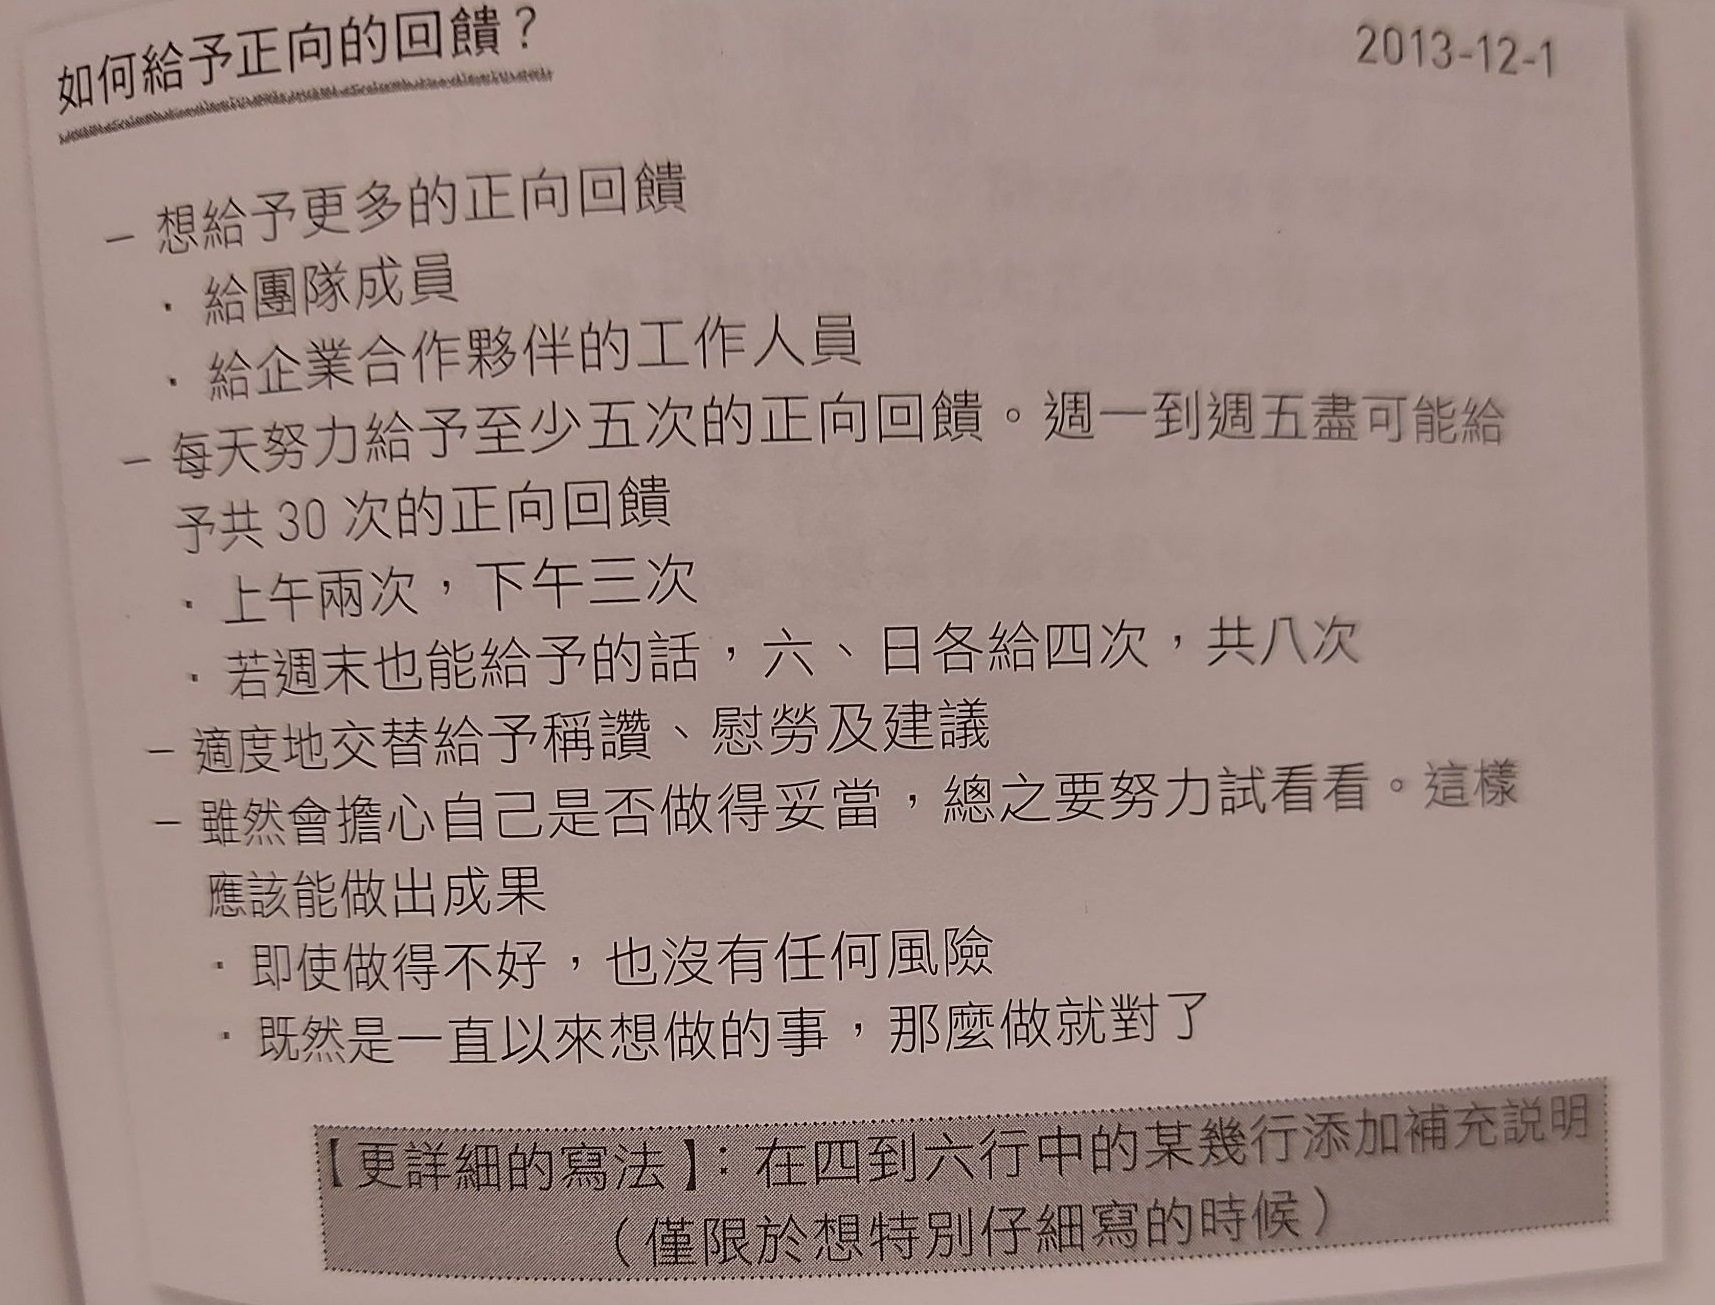 如何給予正向的回饋？
2013-12-1
– 想給予更多的正向回饋
．給團隊成員
．給企業合作夥伴的工作人員
– 每天努力給予至少五次的正向回饋。週一到週五盡可能給
予共 30 次的正向回饋
．上午兩次，下午三次
．若週末也能給予的話，六、日各給四次，共八次
– 適度地交替給予稱讚、慰勞及建議
– 雖然會擔心自己是否做得妥當，總之要努力試看看。這樣
應該能做出成果
．即使做得不好，也沒有任何風險
．既然是一直以來想做的事，那麼做就對了
【更詳細的寫法】：在四到六行中的某幾行添加補充説明
（僅限於想特別仔細寫的時候）